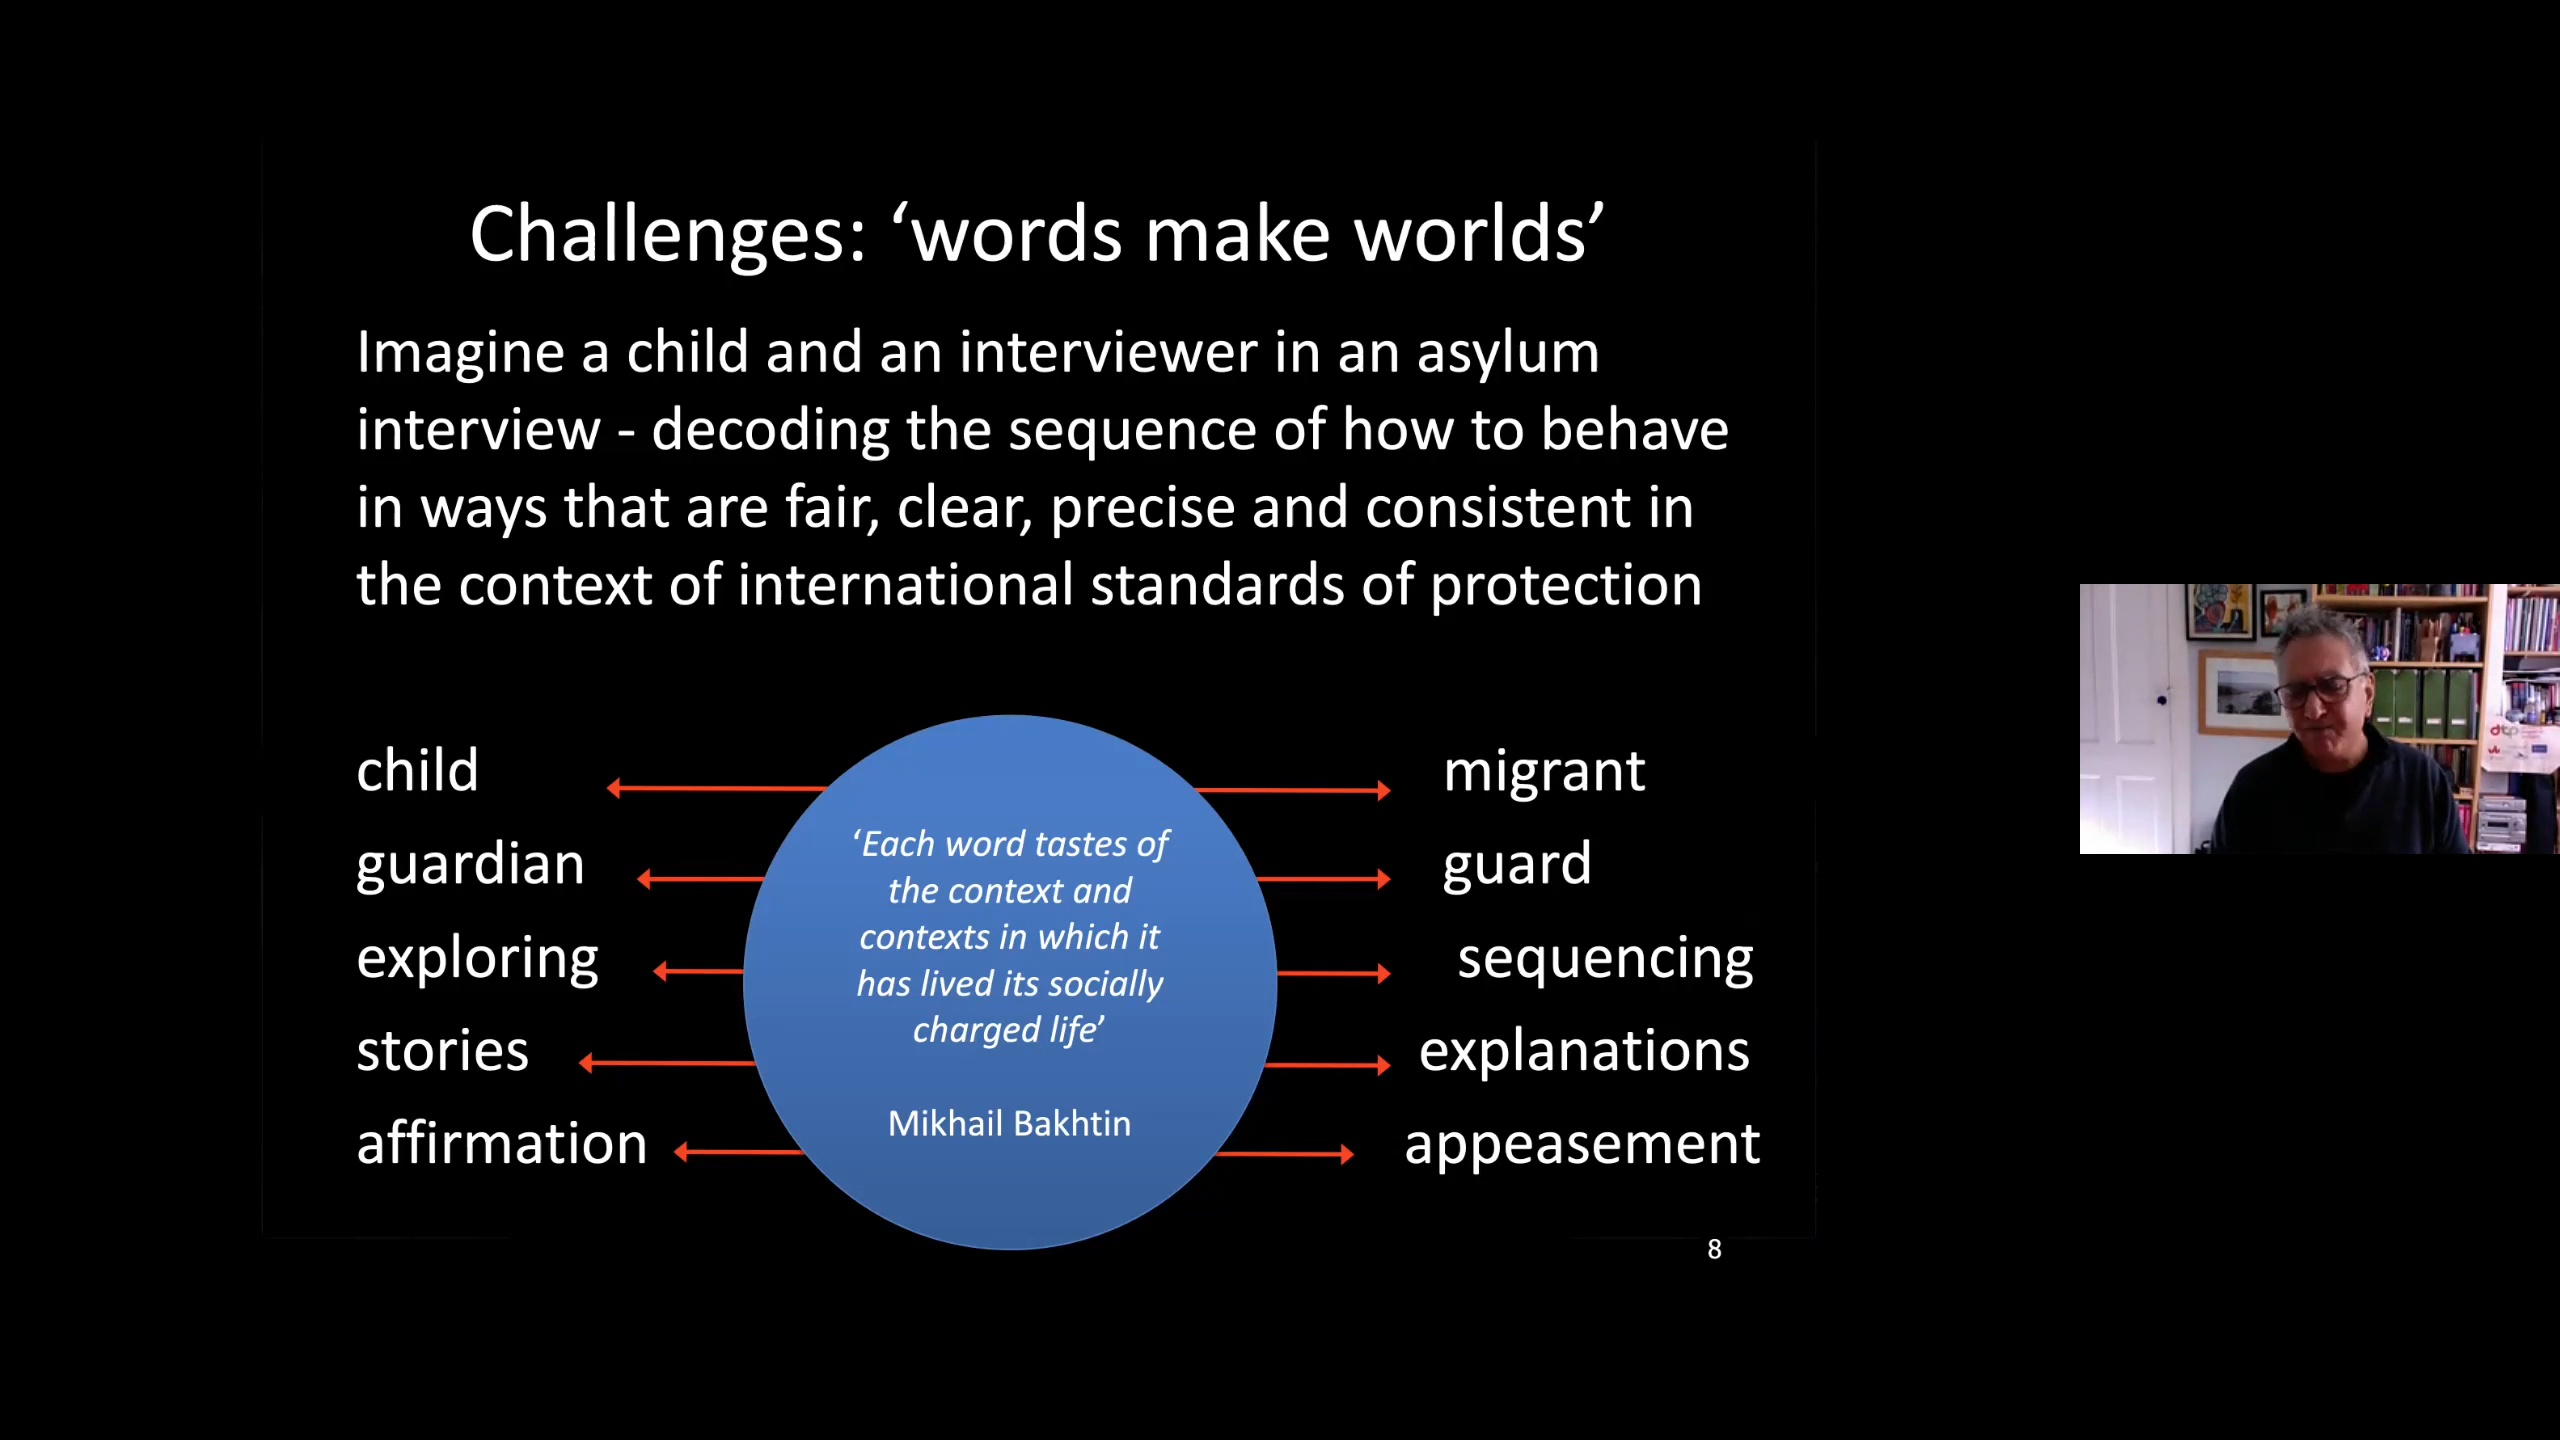 Challenges: ‘words make worlds’
Imagine a child and an interviewer in an asylum
interview - decoding the sequence of how to behave
in ways that are fair, clear, precise and consistent in
the context of international standards of protection
child
migrant
guardian
guard
exploring
sequencing
stories
explanations
affirmation
appeasement
‘Each word tastes of
the context and
contexts in which it
has lived its socially
charged life’
Mikhail Bakhtin
8
dtp